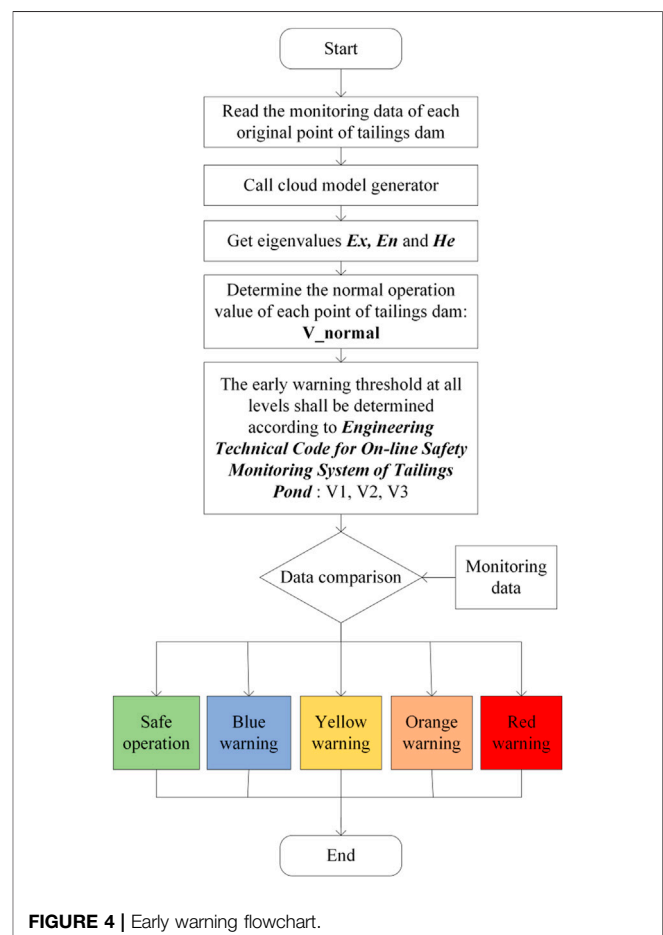 Start
Read the monitoring data of each
original point of tailings dam
Call cloud model generator
Get eigenvalues Ex, En and He
Determine the normal operation
value of each point of tailings dam:
V_normal
The early warning threshold at all
levels shall be determined
according to Engineering
Technical Code for On-line Safety
Monitoring System of Tailings
Pond : V1, V2, V3
Data comparison
Monitoring
data
Safe
operation
Blue
warning
Yellow
warning
Orange
warning
Red
warning
End
FIGURE 4 | Early warning flowchart.